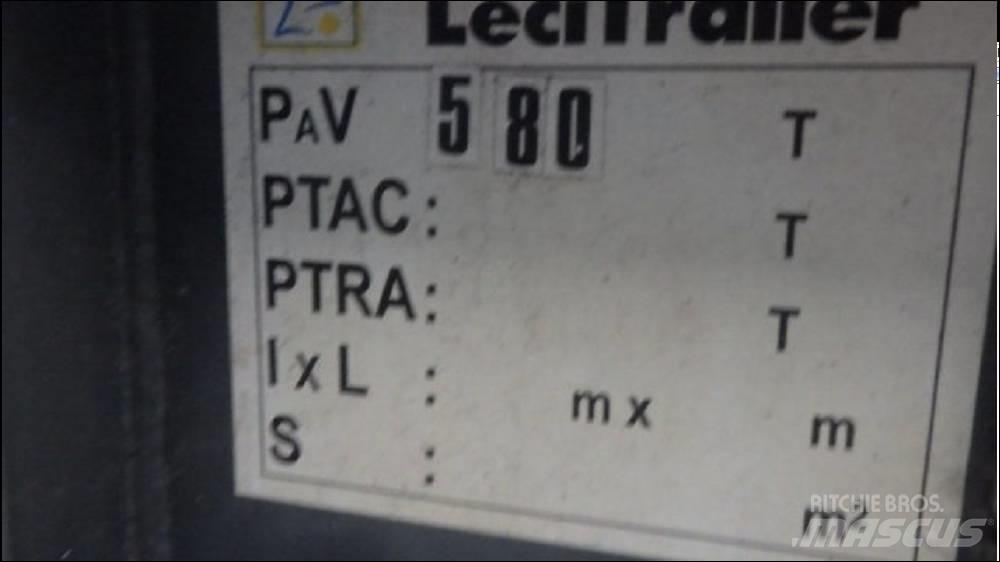 LeciTrailer
PAV 5 80 T
PTAC : T
PTRA : T
l x L : m x m
S : m²
RITCHIE BROS.
MASCUS